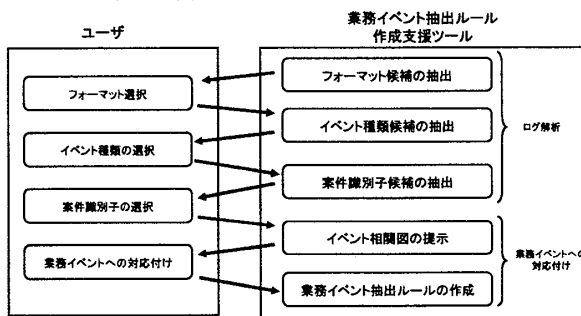 ユーザ
業務イベント抽出ルール
作成支援ツール
フォーマット候補の抽出
フォーマット選択
イベント種類候補の抽出
ログ解析
イベント種類の選択
案件識別子候補の抽出
案件識別子の選択
イベント相関図の提示
業務イベントへの対応付け
業務イベントへの
対応付け
業務イベント抽出ルールの作成